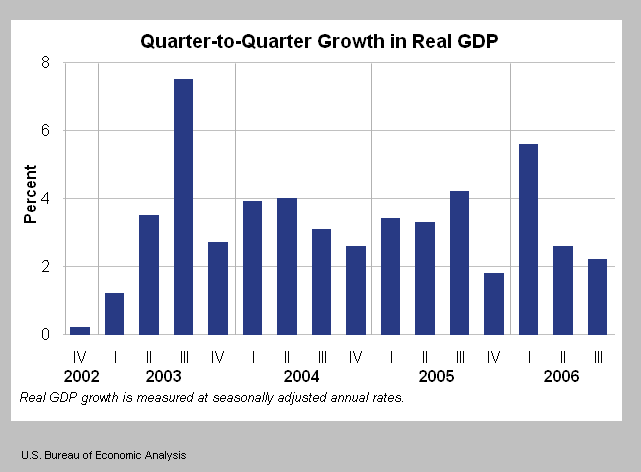 Quarter-to-Quarter Growth in Real GDP
8
6
4
2
0
Percent
IV I II III IV I II III IV I II III IV I II III
2002 2003 2004 2005 2006
Real GDP growth is measured at seasonally adjusted annual rates.
U.S. Bureau of Economic Analysis